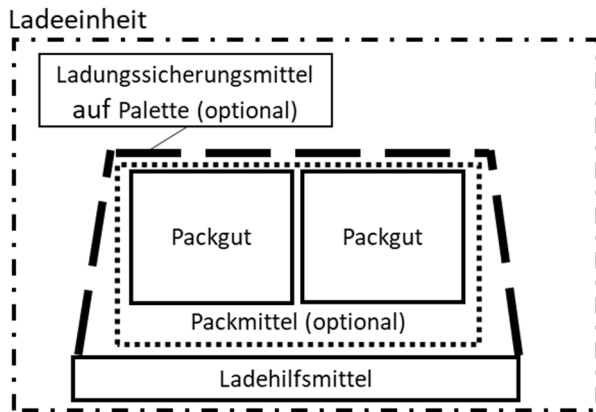 Ladeeinheit
Ladungssicherungsmittel
auf Palette (optional)
Packgut
Packgut
Packmittel (optional)
Ladehilfsmittel